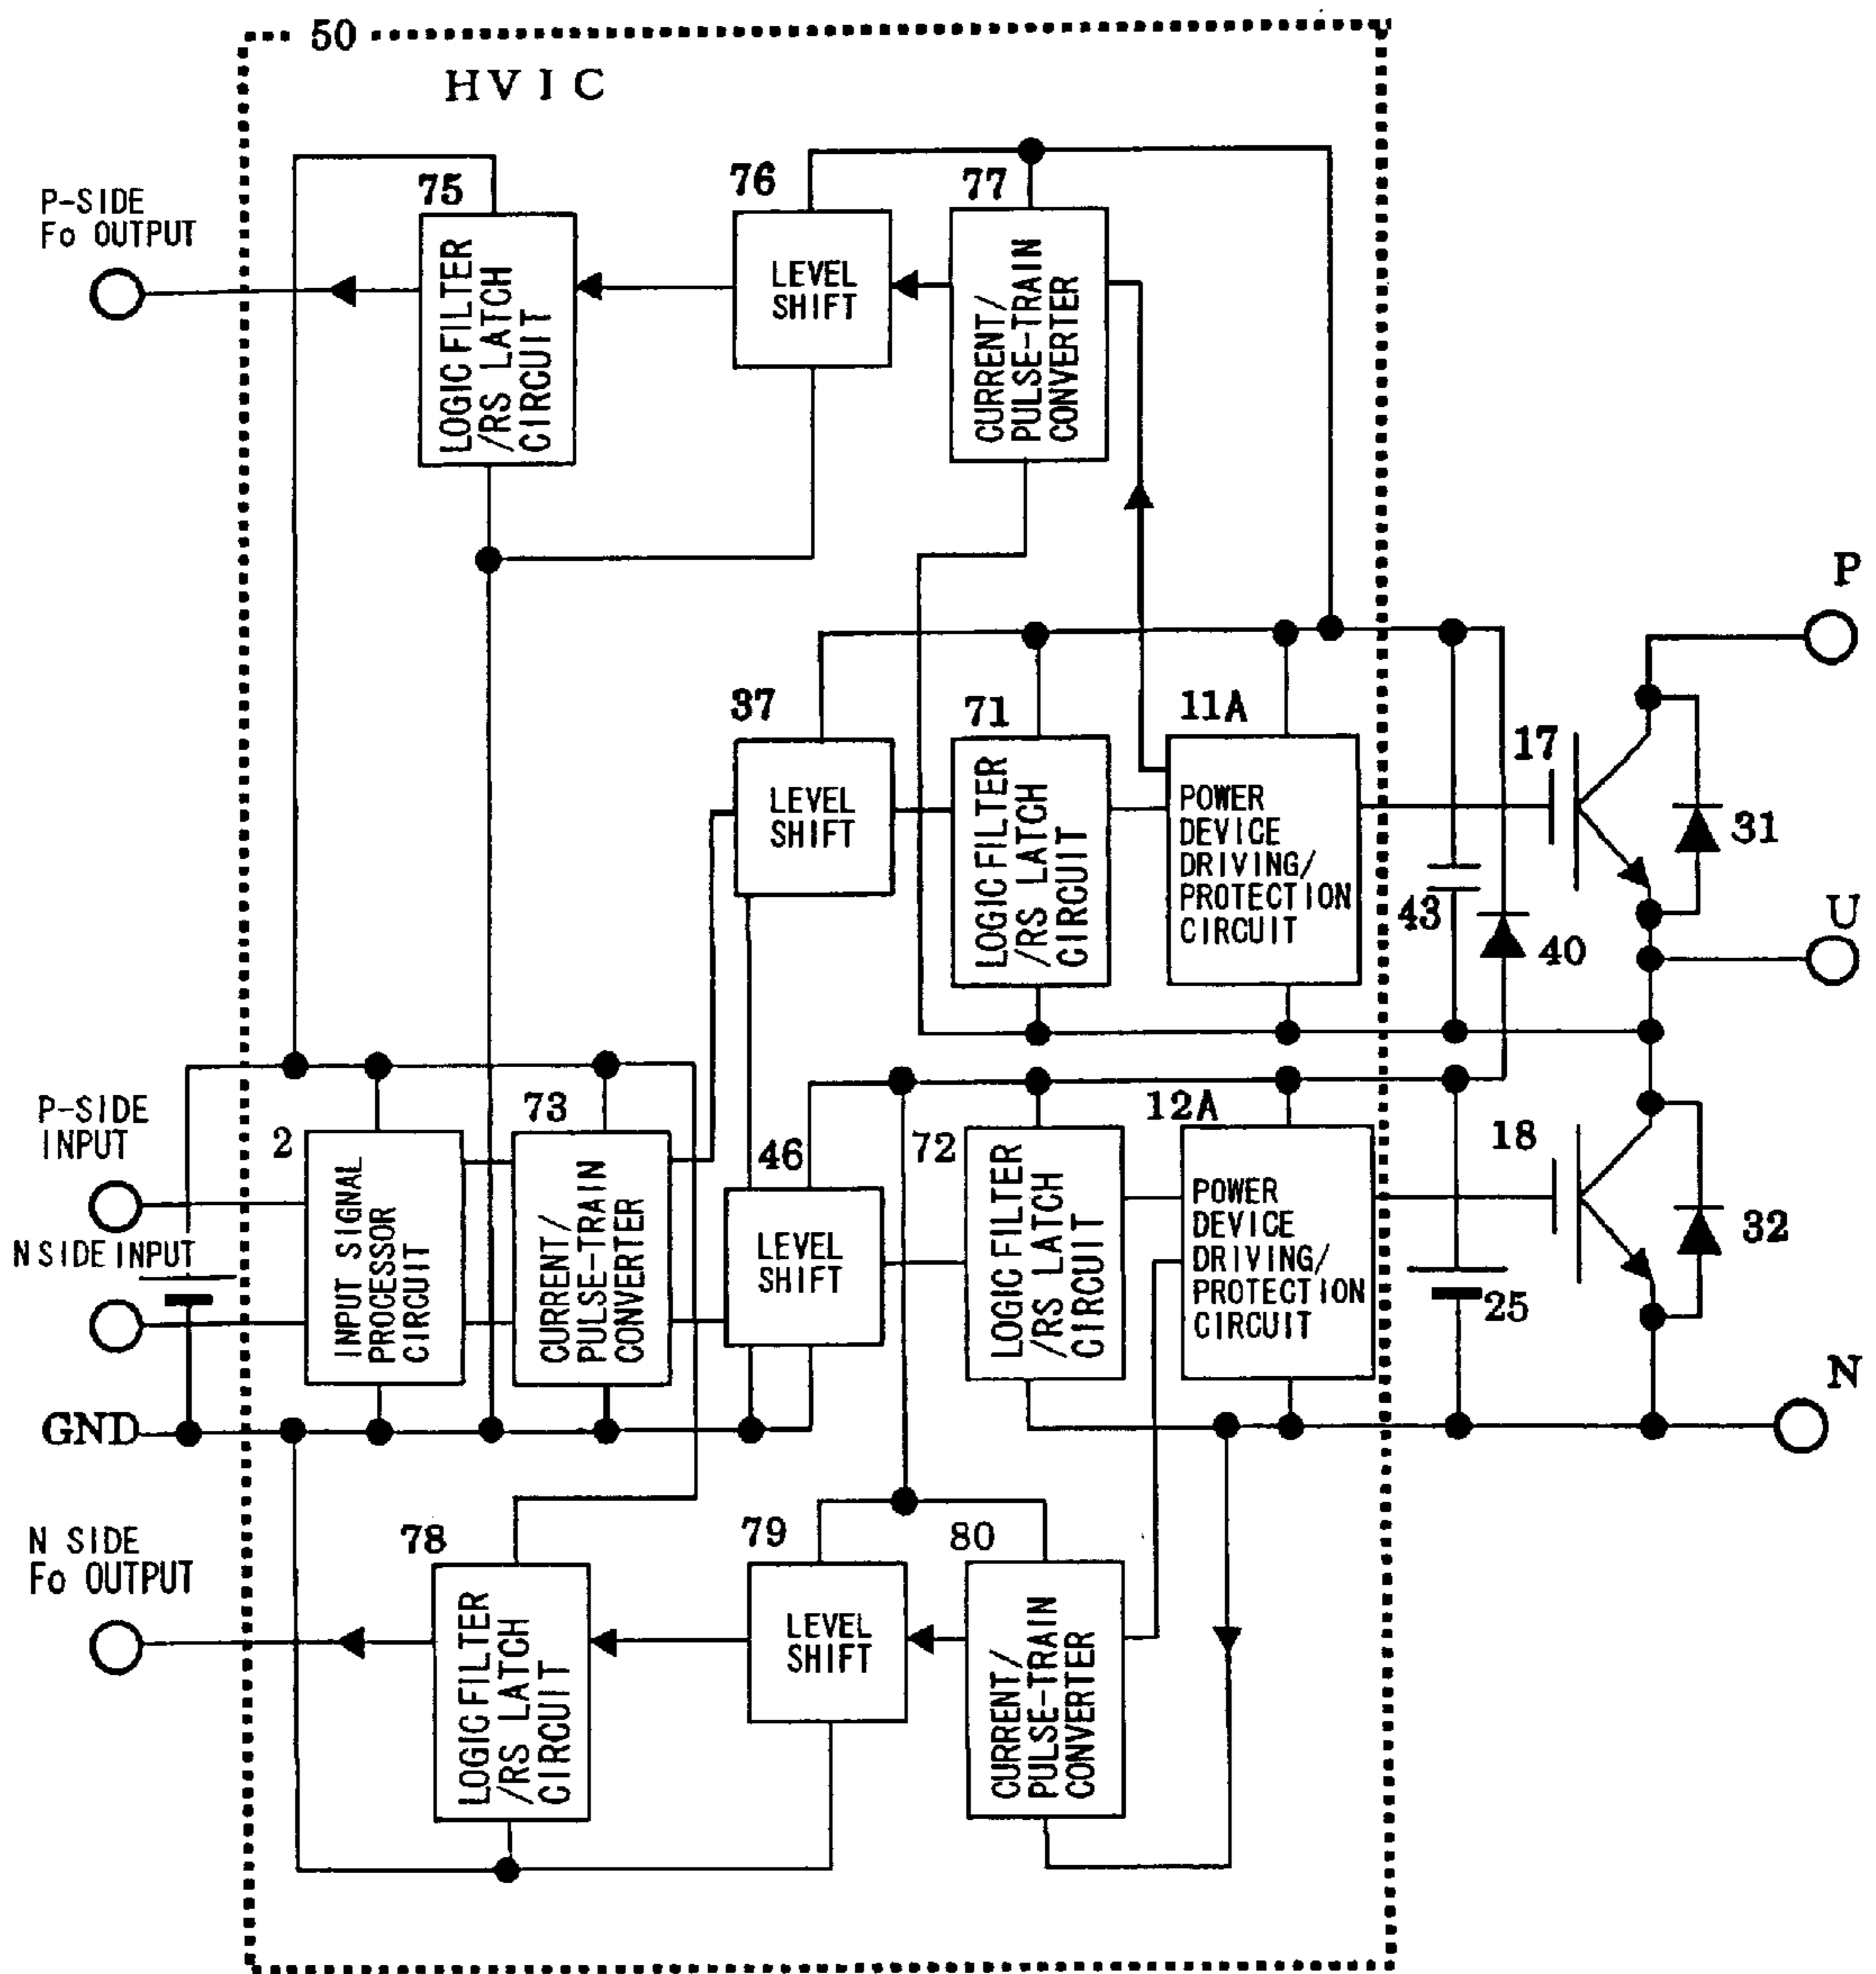 50
HVIC
P-SIDE
Fo OUTPUT
75
LOGIC FILTER
/RS LATCH
CIRCUIT
76
LEVEL
SHIFT
77
CURRENT/
PULSE-TRAIN
CONVERTER
P
37
LEVEL
SHIFT
71
LOGIC FILTER
/RS LATCH
CIRCUIT
11A
POWER
DEVICE
DRIVING/
PROTECTION
CIRCUIT
17
31
43
40
U
P-SIDE
INPUT
N SIDE INPUT
GND
2
INPUT SIGNAL
PROCESSOR
CIRCUIT
73
CURRENT/
PULSE-TRAIN
CONVERTER
46
LEVEL
SHIFT
72
LOGIC FILTER
/RS LATCH
CIRCUIT
12A
POWER
DEVICE
DRIVING/
PROTECTION
CIRCUIT
18
32
25
N
N SIDE
Fo OUTPUT
78
LOGIC FILTER
/RS LATCH
CIRCUIT
79
LEVEL
SHIFT
80
CURRENT/
PULSE-TRAIN
CONVERTER